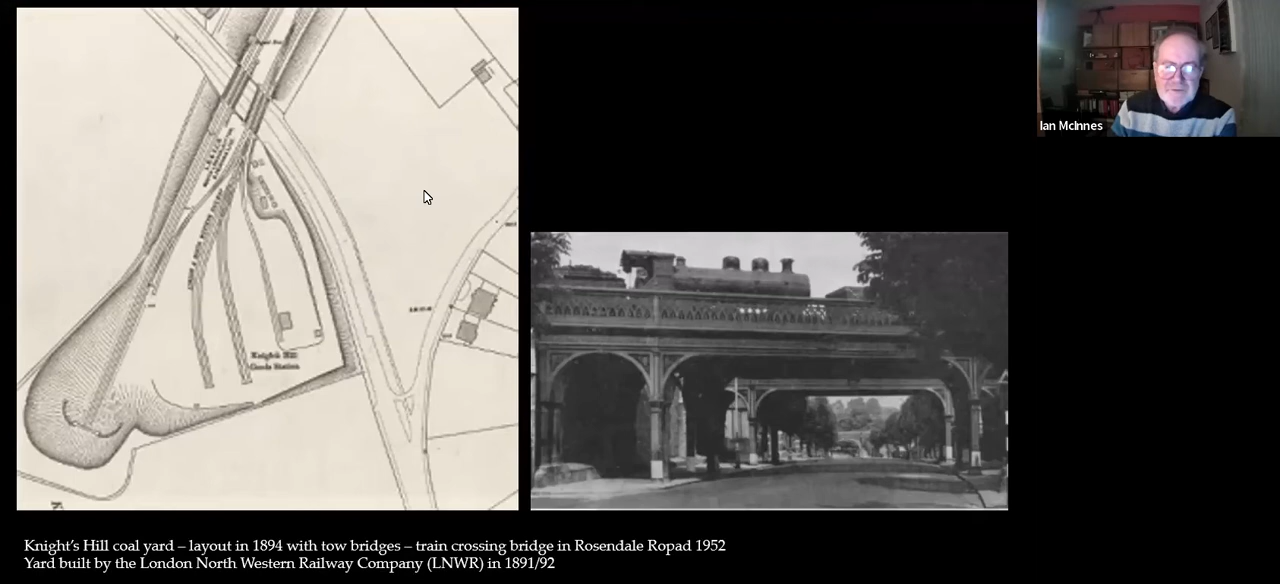 Ian McInnes
Knight's Hill
Goods Station
Knight's Hill coal yard – layout in 1894 with tow bridges – train crossing bridge in Rosendale Ropad 1952
Yard built by the London North Western Railway Company (LNWR) in 1891/92